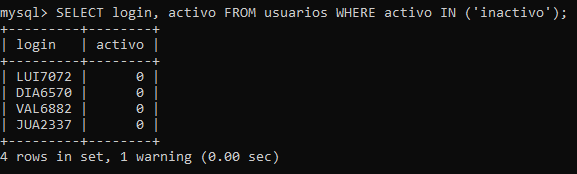 mysql> SELECT login, activo FROM usuarios WHERE activo IN ('inactivo');
+---------+--------+
| login   | activo |
+---------+--------+
| LUI7072 |      0 |
| DIA6570 |      0 |
| VAL6882 |      0 |
| JUA2337 |      0 |
+---------+--------+
4 rows in set, 1 warning (0.00 sec)